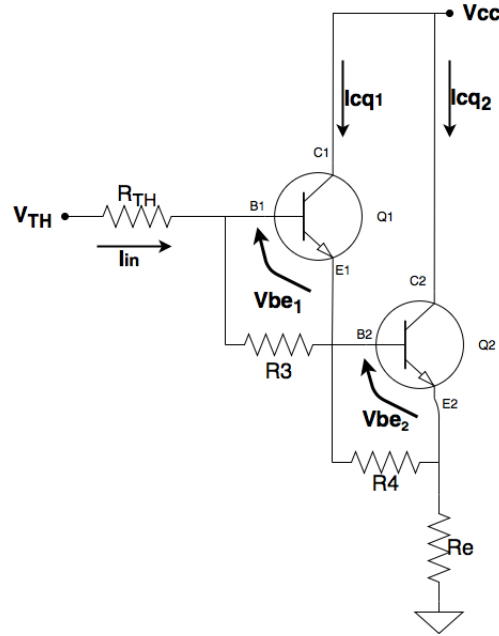 Vcc
Icq1
Icq2
C1
RTH
B1
Q1
VTH
Iin
E1
Vbe1
C2
B2
Q2
R3
Vbe2
E2
R4
Re